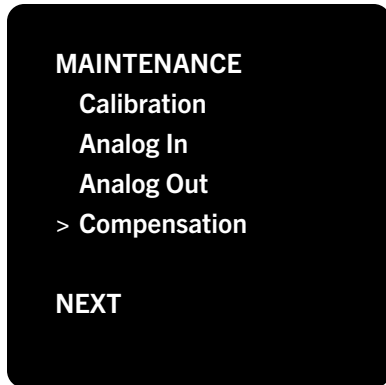 MAINTENANCE
Calibration
Analog In
Analog Out
> Compensation
NEXT